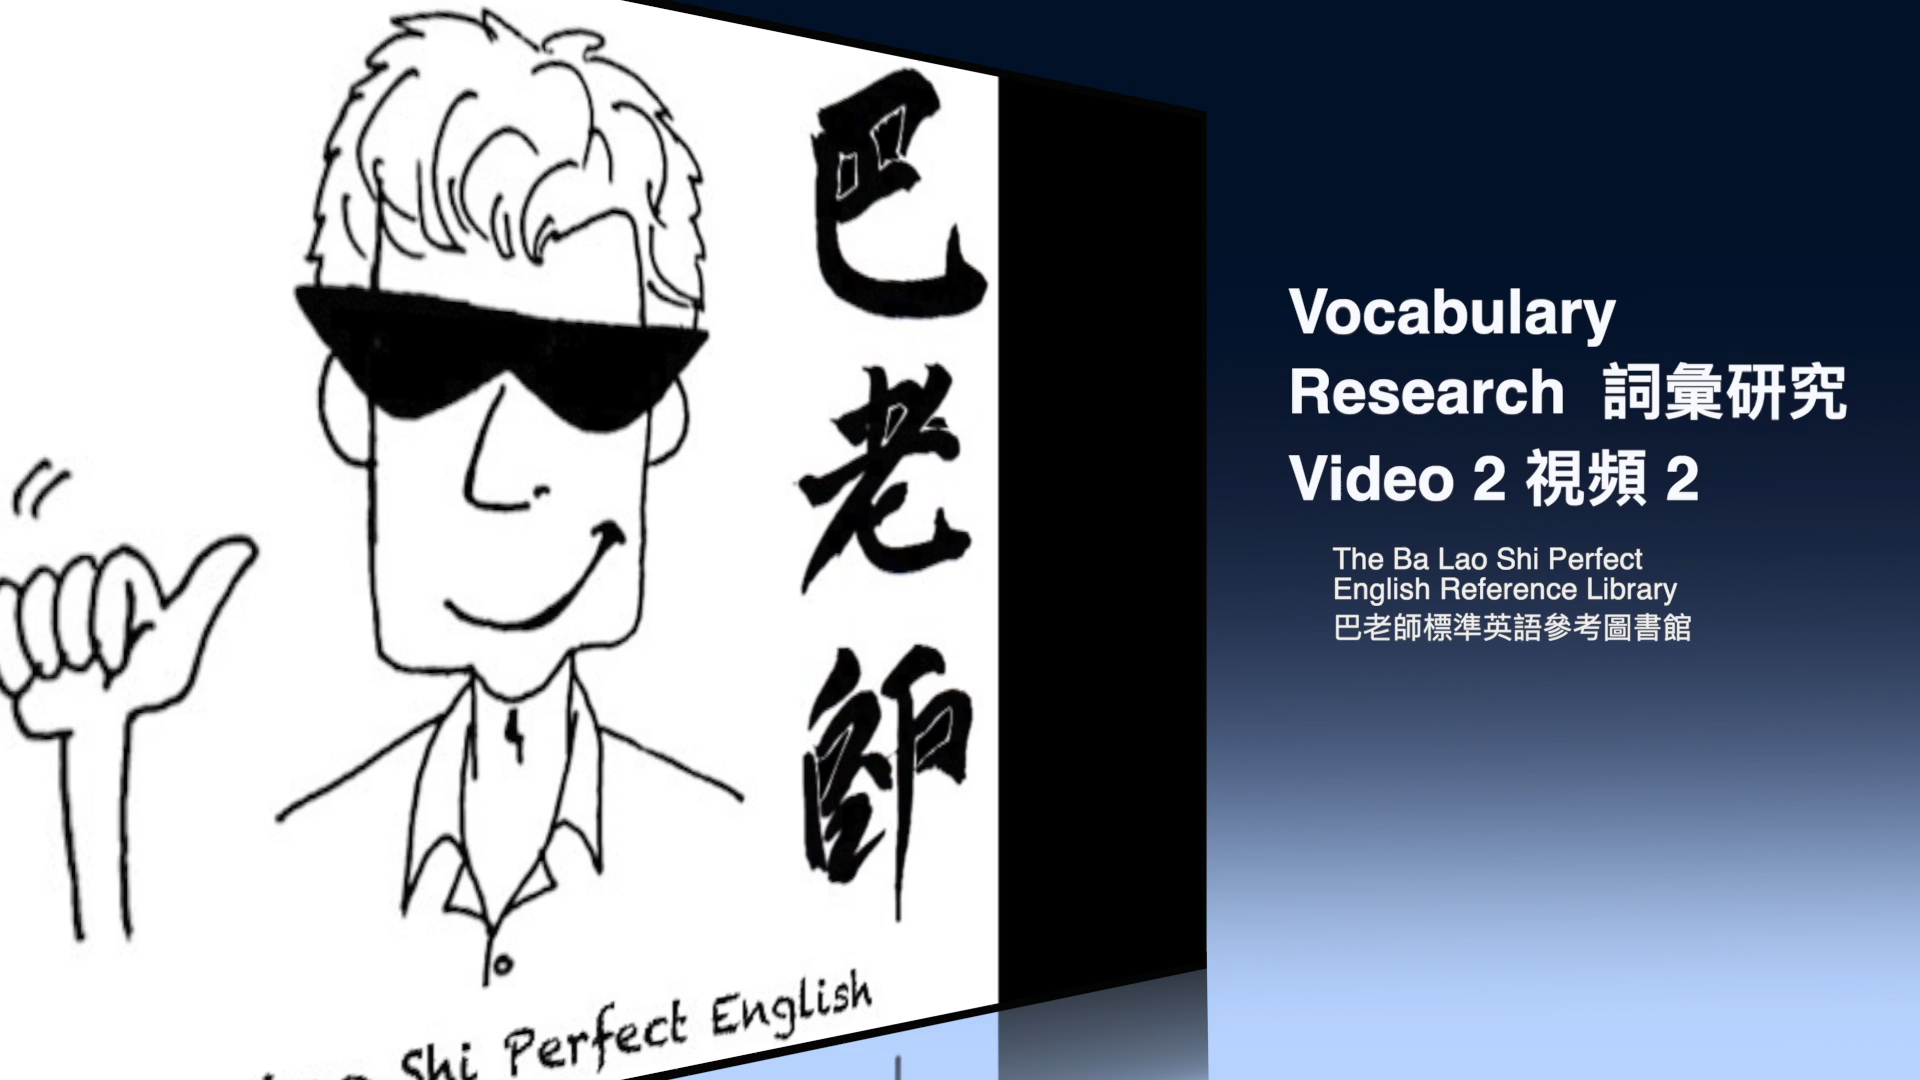 巴老師
Shi Perfect English
Vocabulary
Research 詞彙研究
Video 2 視頻 2
The Ba Lao Shi Perfect
English Reference Library
巴老師標準英語參考圖書館